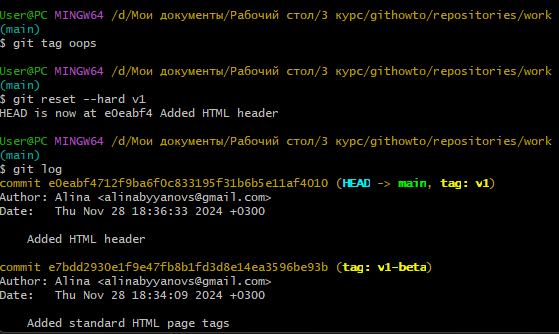 User@PC MINGW64 /d/Мои документы/Рабочий стол/3 курс/githowto/repositories/work
(main)
$ git tag oops
User@PC MINGW64 /d/Мои документы/Рабочий стол/3 курс/githowto/repositories/work
(main)
$ git reset --hard v1
HEAD is now at e0eabf4 Added HTML header
User@PC MINGW64 /d/Мои документы/Рабочий стол/3 курс/githowto/repositories/work
(main)
$ git log
commit e0eabf4712f9ba6f0c833195f31b6b5e11af4010 (HEAD -> main, tag: v1)
Author: Alina <alinabyyanovs@gmail.com>
Date:   Thu Nov 28 18:36:33 2024 +0300
Added HTML header
commit e7bdd2930e1f9e47fb8b1fd3d8e14ea3596be93b (tag: v1-beta)
Author: Alina <alinabyyanovs@gmail.com>
Date:   Thu Nov 28 18:34:09 2024 +0300
Added standard HTML page tags